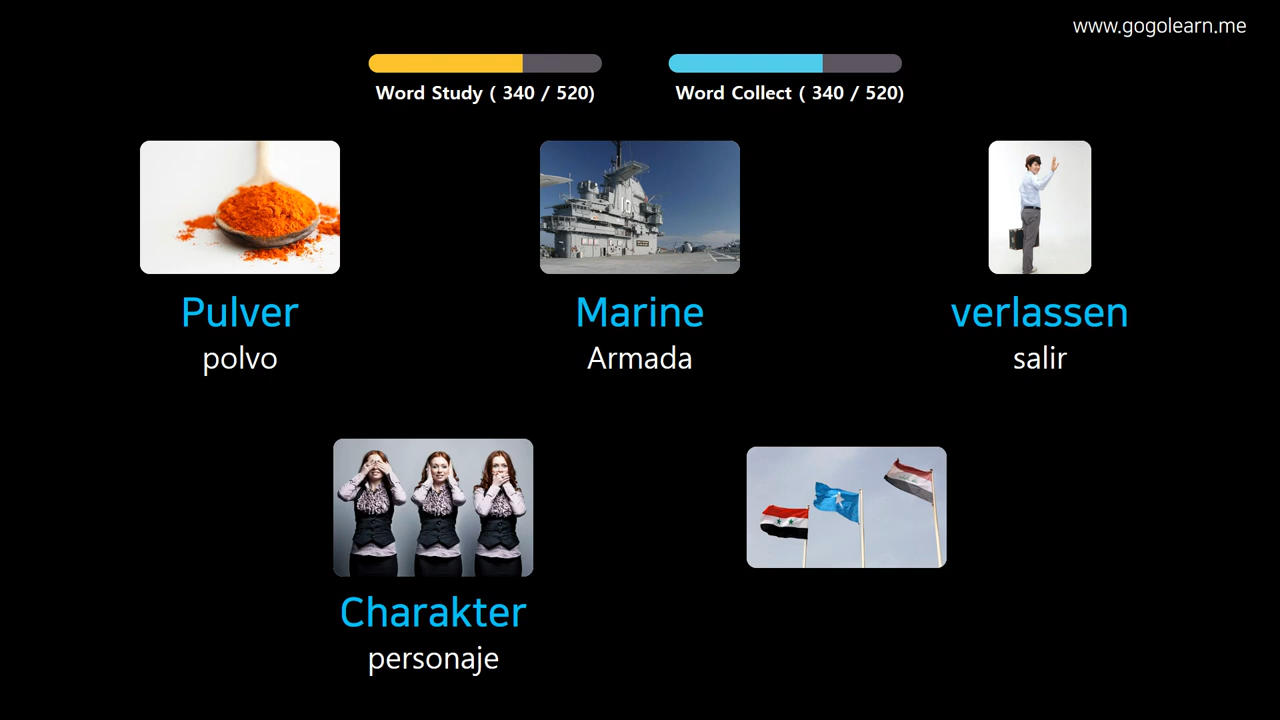 www.gogolearn.me
Word Study ( 340 / 520)
Word Collect ( 340 / 520)
Pulver
polvo
Marine
Armada
verlassen
salir
Charakter
personaje